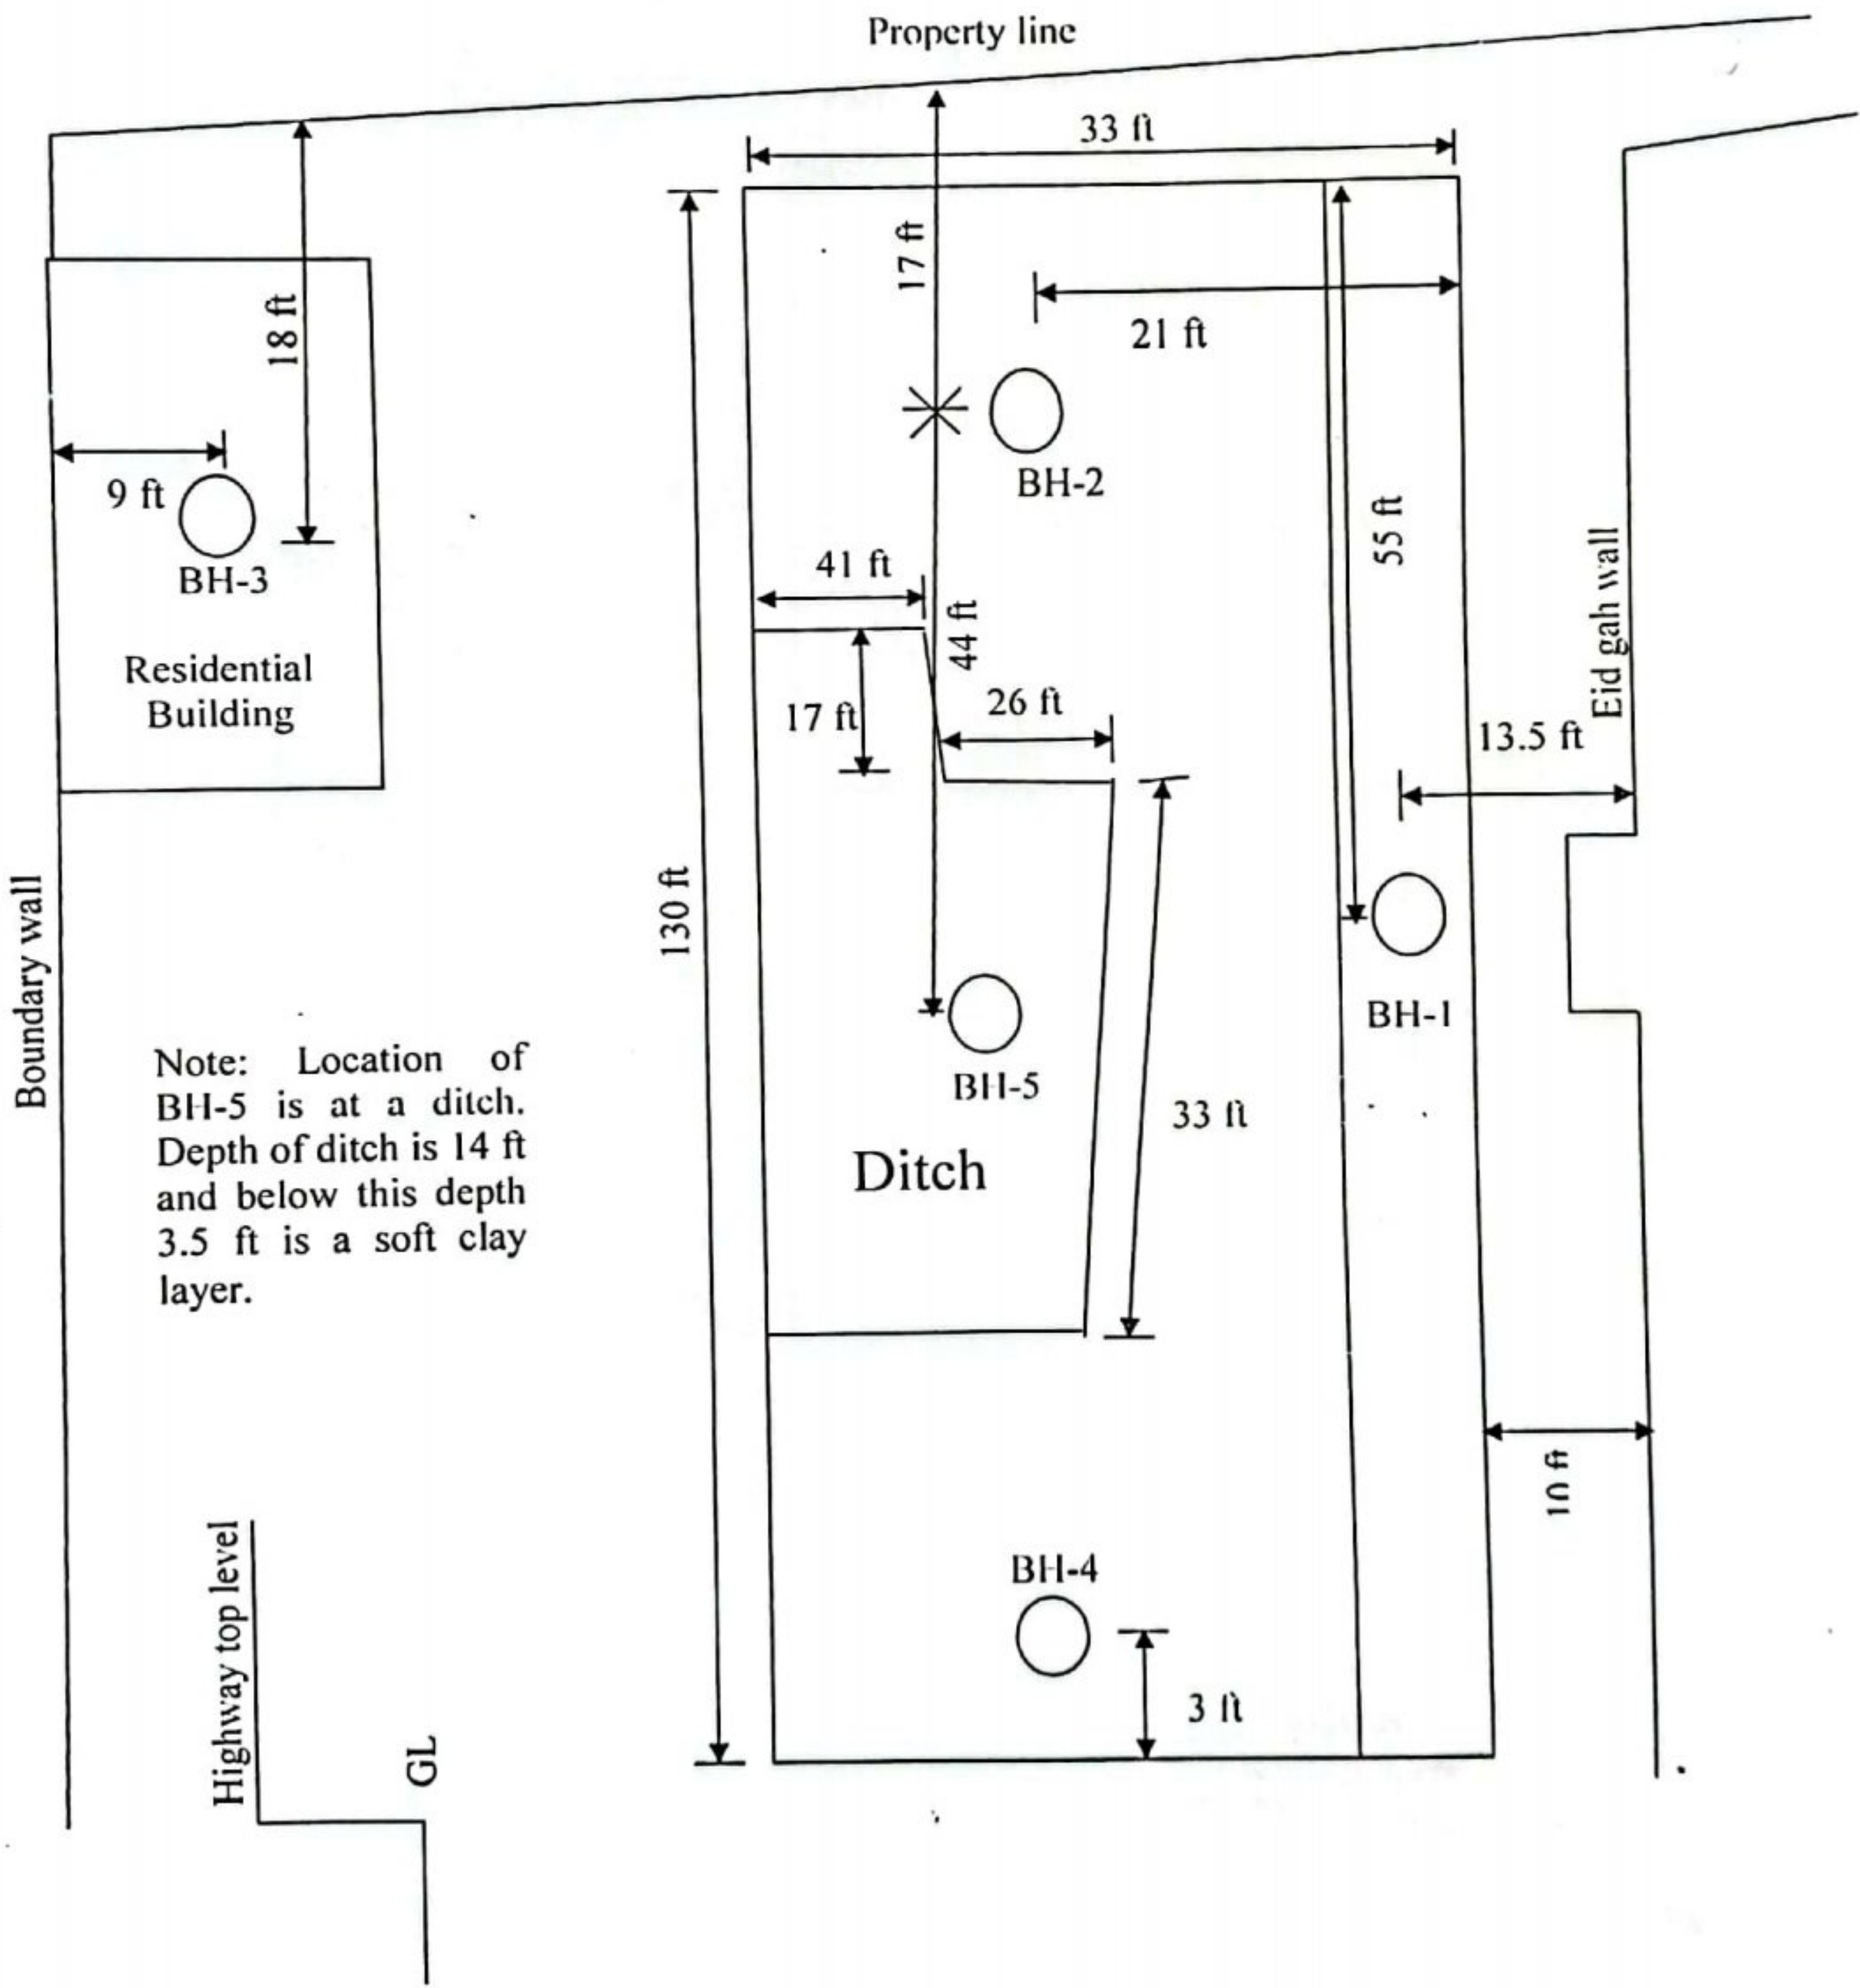 Property line
33 ft
17 ft
21 ft
18 ft
9 ft
BH-3
BH-2
55 ft
41 ft
44 ft
Residential
Building
17 ft
26 ft
Eid gah wall
13.5 ft
130 ft
Boundary wall
BH-1
Note: Location of
BH-5 is at a ditch.
Depth of ditch is 14 ft
and below this depth
3.5 ft is a soft clay
layer.
BH-5
33 ft
Ditch
10 ft
BH-4
3 ft
Highway top level
GL